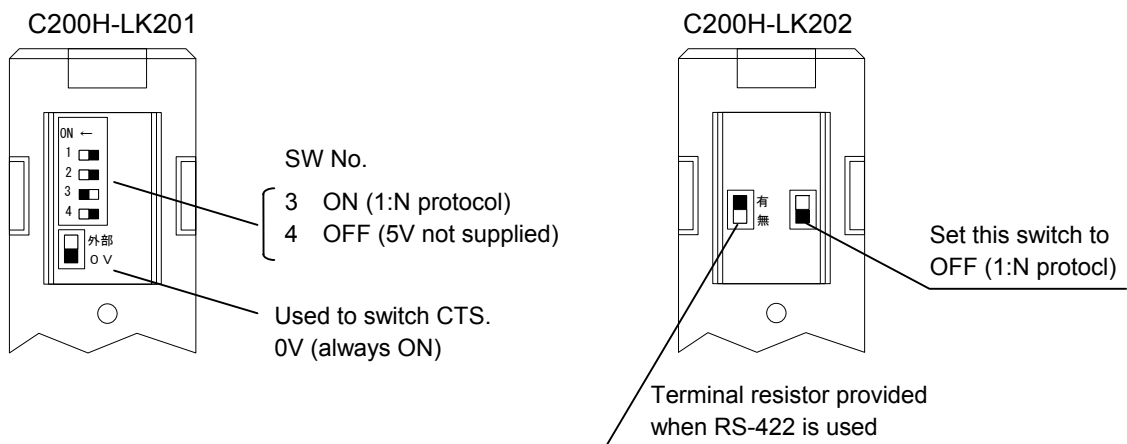 C200H-LK201
ON ←
1
2
3
4
外部
0V
SW No.
3 ON (1:N protocol)
4 OFF (5V not supplied)
Used to switch CTS.
0V (always ON)
C200H-LK202
有
無
Set this switch to
OFF (1:N protocl)
Terminal resistor provided
when RS-422 is used